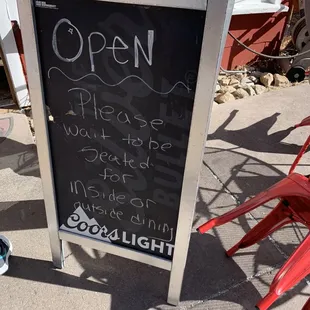 Open
Please
wait to be
seated
for
inside or
outside dining
Coors LIGHT